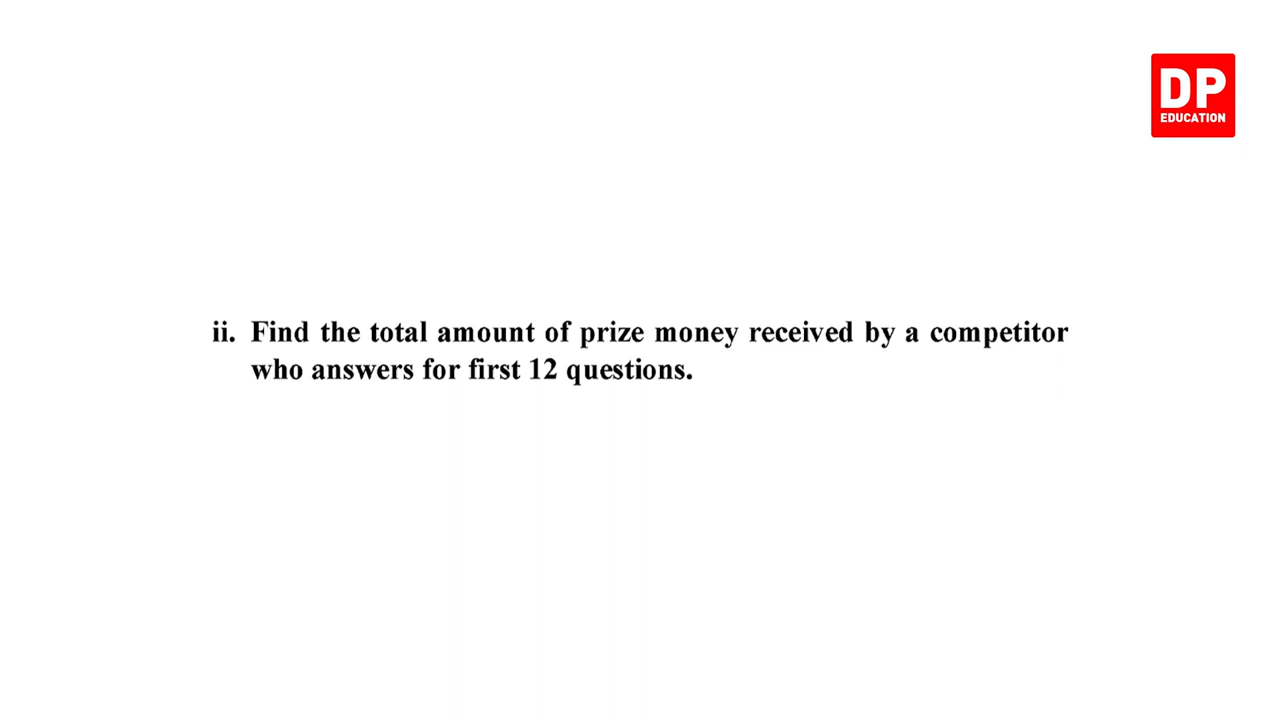 DP
EDUCATION
ii. Find the total amount of prize money received by a competitor
who answers for first 12 questions.